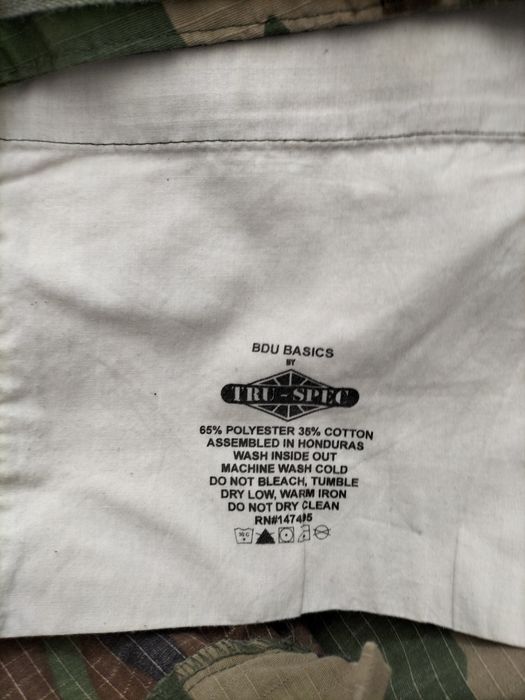 BDU BASICS
BY
TRU-SPEC
65% POLYESTER 35% COTTON
ASSEMBLED IN HONDURAS
WASH INSIDE OUT
MACHINE WASH COLD
DO NOT BLEACH, TUMBLE
DRY LOW, WARM IRON
DO NOT DRY CLEAN